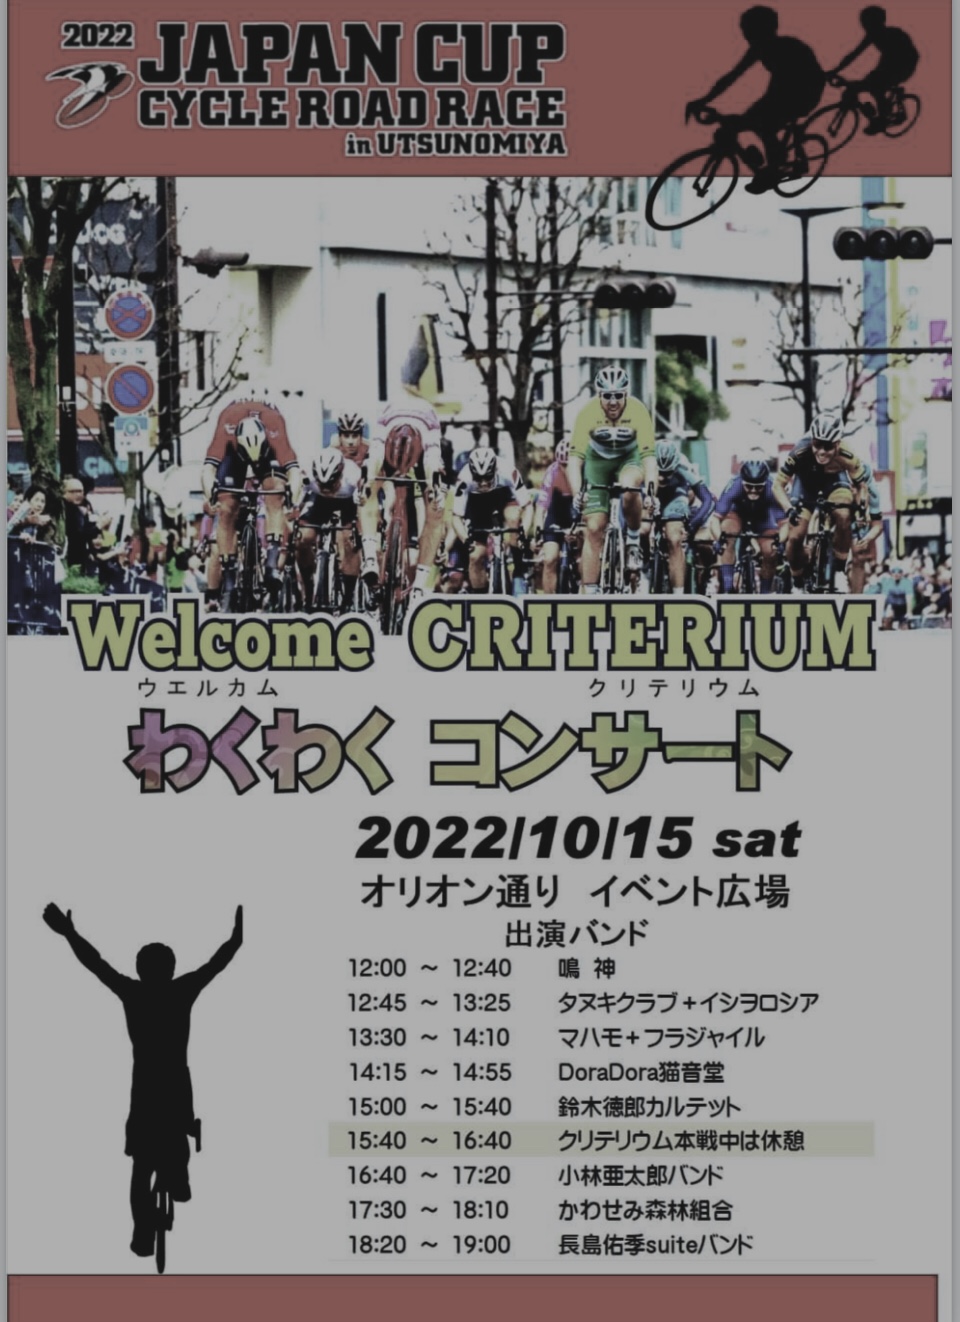 2022
JAPAN CUP
CYCLE ROAD RACE
in UTSUNOMIYA
Welcome CRITERIUM
ウエルカム クリテリウム
わくわく コンサート
2022/10/15 sat
オリオン通り イベント広場
出演バンド
12:00 ～ 12:40 鳴 神
12:45 ～ 13:25 タヌキクラブ+イシヨロシア
13:30 ～ 14:10 マハモ+フラジャイル
14:15 ～ 14:55 DoraDora猫音堂
15:00 ～ 15:40 鈴木徳郎カルテット
15:40 ～ 16:40 クリテリウム本戦中は休憩
16:40 ～ 17:20 小林亜太郎バンド
17:30 ～ 18:10 かわせみ森林組合
18:20 ～ 19:00 長島佑季suiteバンド